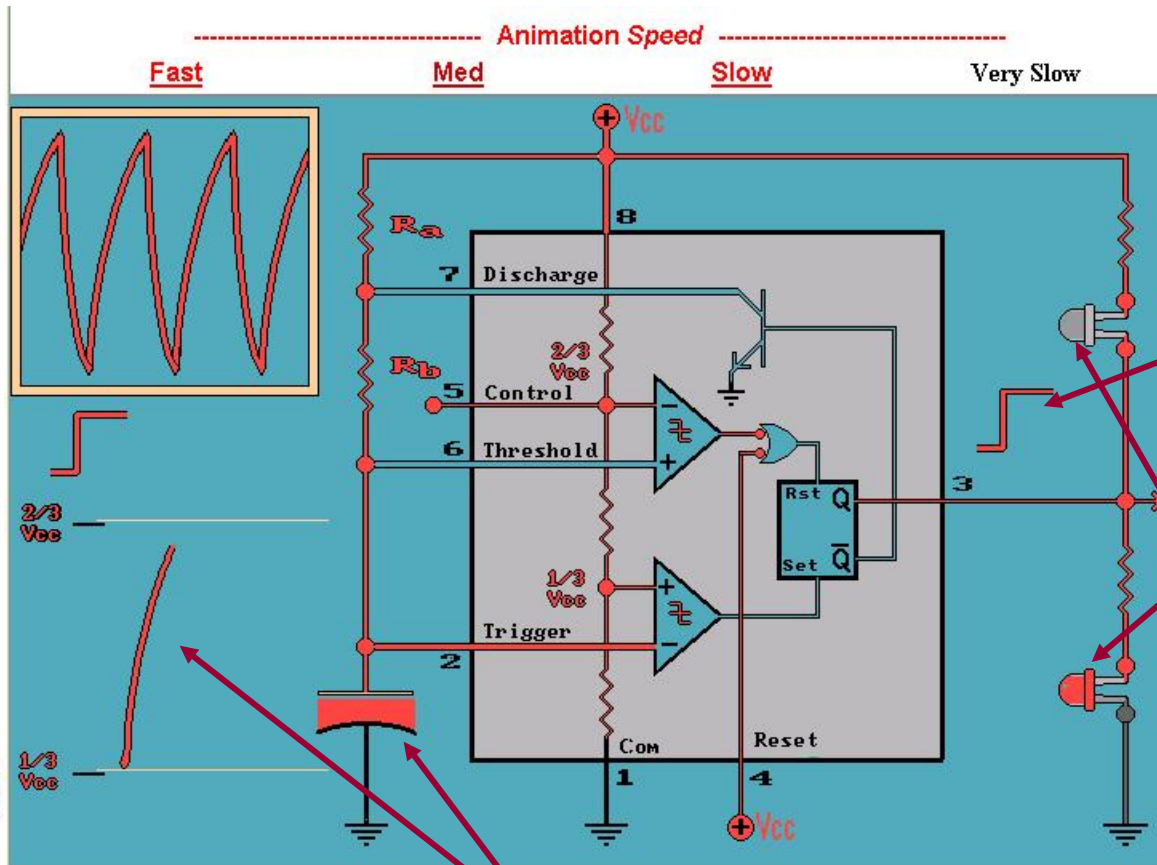 ------------------------------------ Animation Speed ------------------------------------
Fast Med Slow Very Slow
+ Vcc
Ra
8
7 Discharge
2/3
Vcc
Rb
5 Control
-
6 Threshold
+
Rst Q
3
2/3
Vcc
Set Q̅
1/3
Vcc
+
Trigger
-
2
1/3
Vcc
Com Reset
1 4
+ Vcc